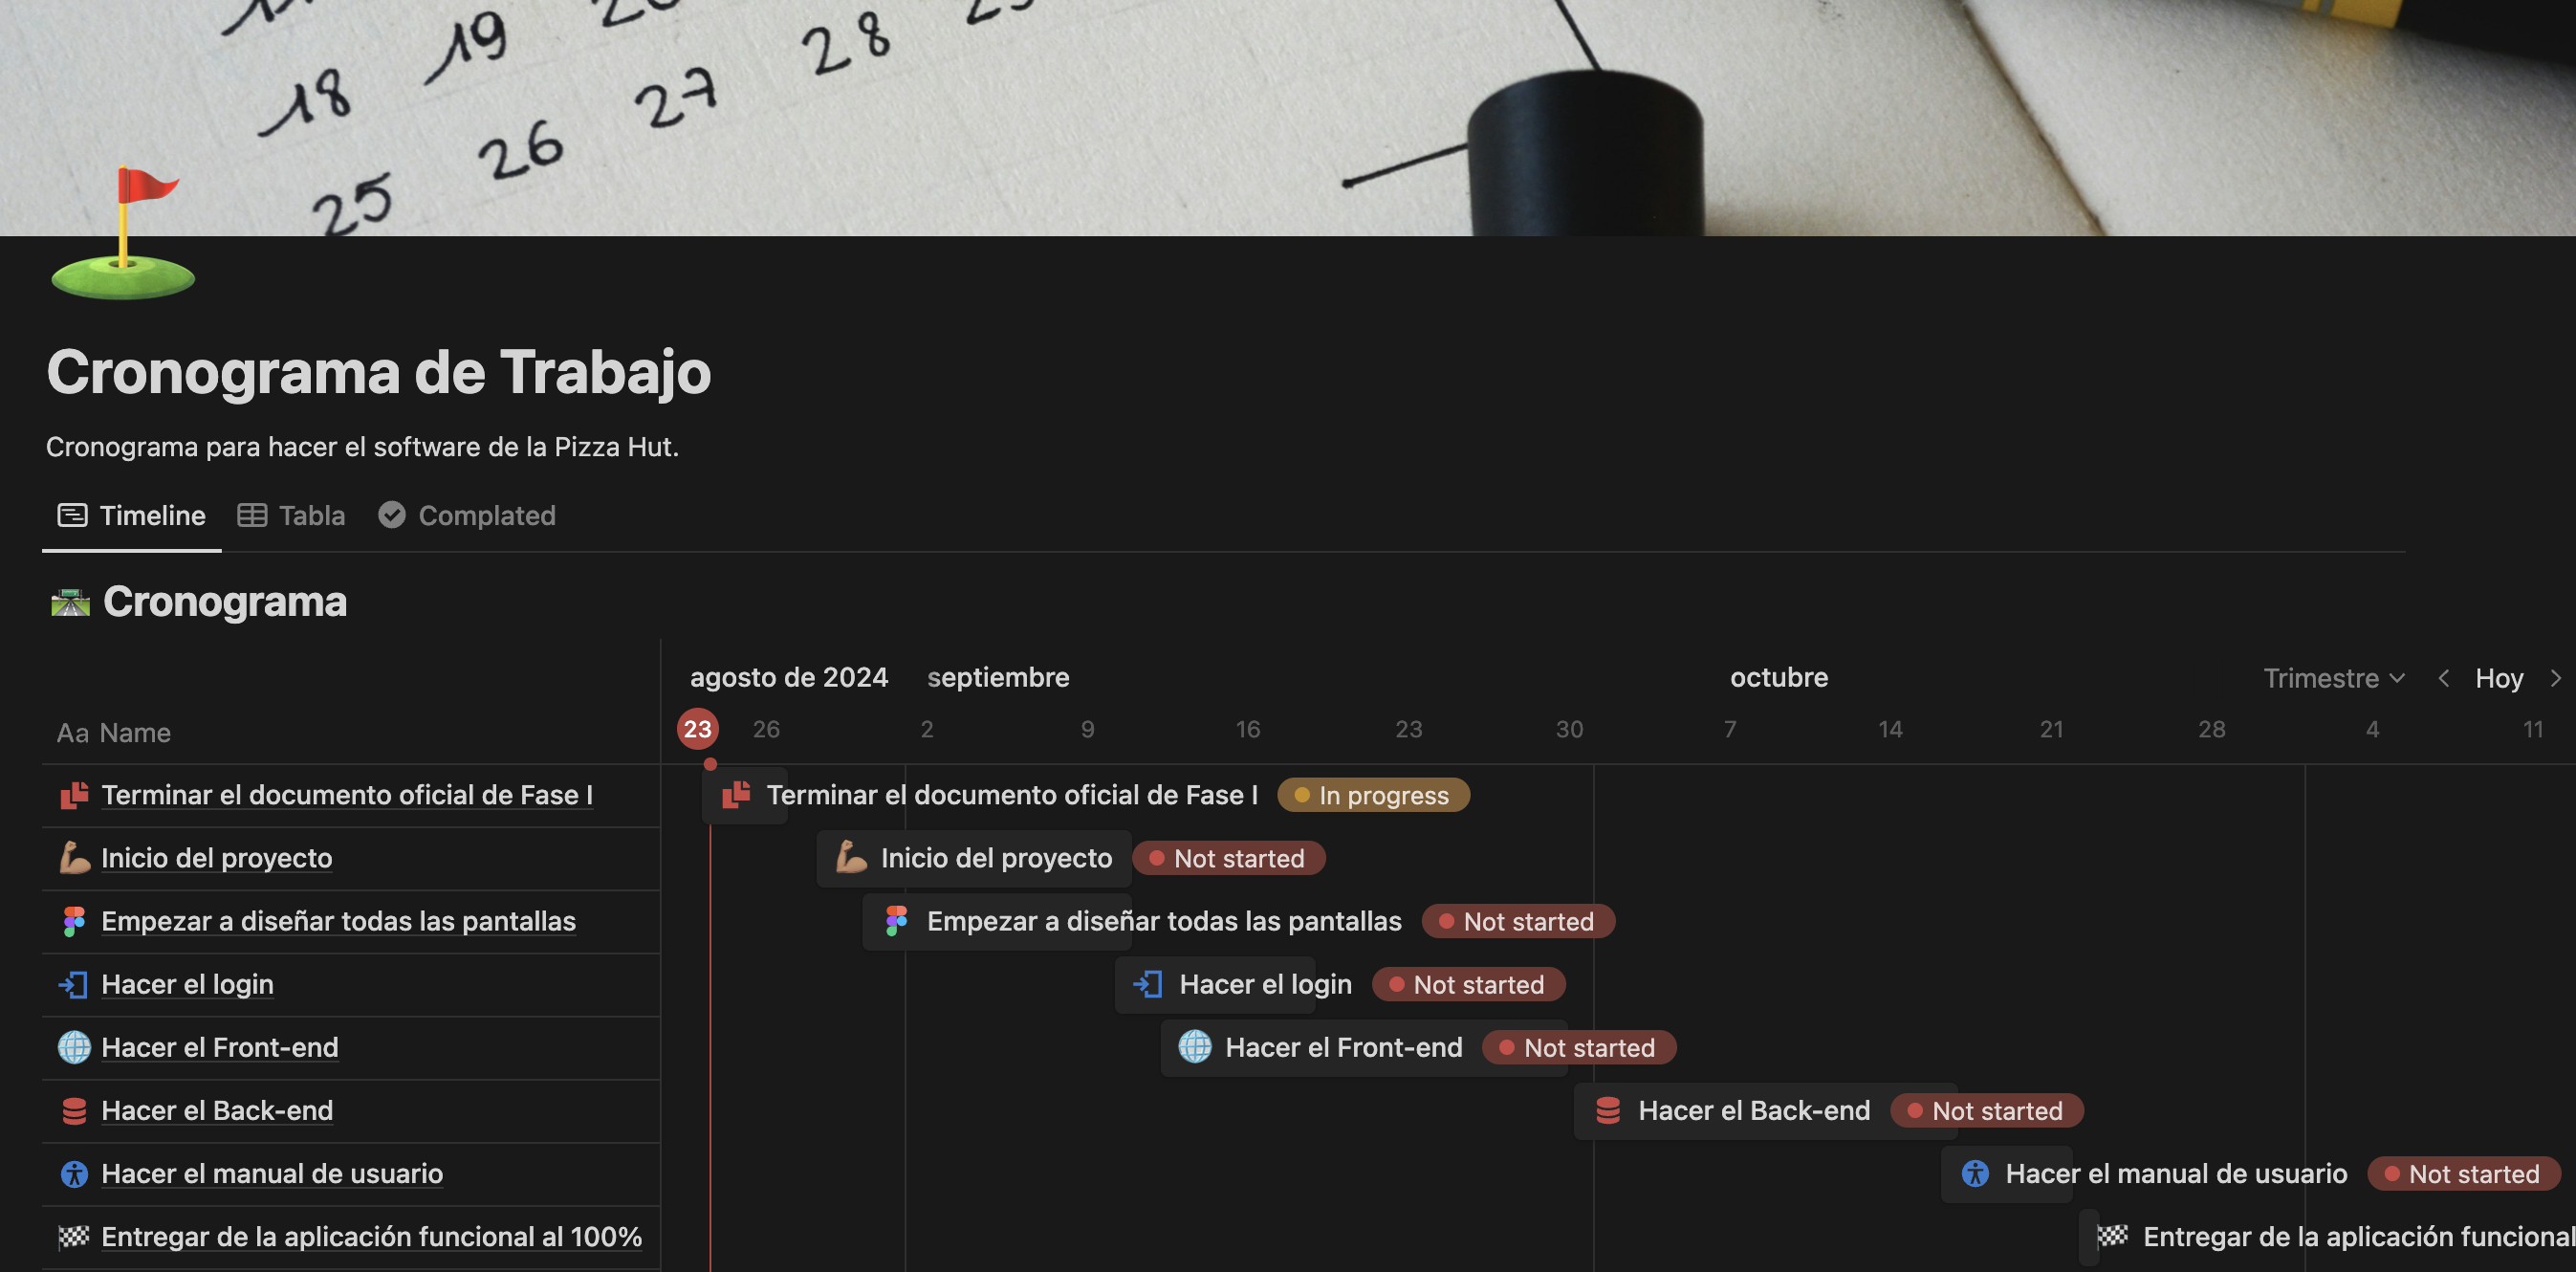 19
28
18
27
26
25
Cronograma de Trabajo
Cronograma para hacer el software de la Pizza Hut.
Timeline Tabla Complated
Cronograma
agosto de 2024 septiembre octubre Trimestre Hoy
Aa Name 23 26 2 9 16 23 30 7 14 21 28 4 11
Terminar el documento oficial de Fase I Terminar el documento oficial de Fase I In progress
Inicio del proyecto Inicio del proyecto Not started
Empezar a diseñar todas las pantallas Empezar a diseñar todas las pantallas Not started
Hacer el login Hacer el login Not started
Hacer el Front-end Hacer el Front-end Not started
Hacer el Back-end Hacer el Back-end Not started
Hacer el manual de usuario Hacer el manual de usuario Not started
Entregar de la aplicación funcional al 100% Entregar de la aplicación funcional